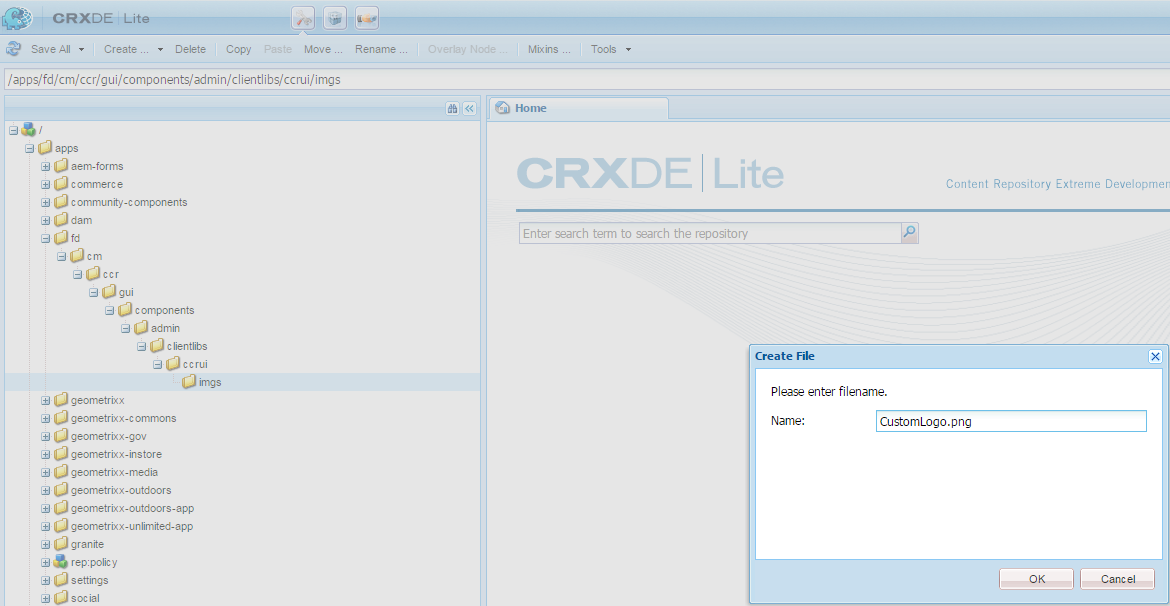 CRXDE | Lite
Save All Create ... Delete Copy Paste Move ... Rename ... Overlay Node ... Mixins ... Tools
/apps/fd/cm/ccr/gui/components/admin/clientlibs/ccrui/imgs
Home
/
apps
aem-forms
commerce
community-components
dam
fd
cm
ccr
gui
components
admin
clientlibs
ccrui
imgs
geometrixx
geometrixx-commons
geometrixx-gov
geometrixx-instore
geometrixx-media
geometrixx-outdoors
geometrixx-outdoors-app
geometrixx-unlimited-app
granite
rep:policy
settings
social
CRXDE | Lite
Content Repository Extreme Developmen
Enter search term to search the repository
Create File
Please enter filename.
Name: CustomLogo.png
OK Cancel